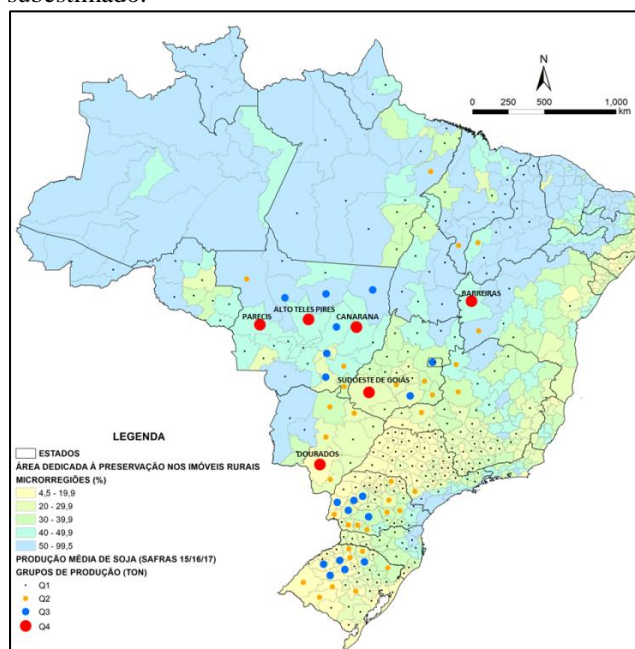 subestimado.
N
0 250 500 1,000
km
BARREIRAS
ALTO TELES PIRES
PARECIS
CANARANA
SUDOESTE DE GOIÁS
DOURADOS
LEGENDA
ESTADOS
ÁREA DEDICADA À PRESERVAÇÃO NOS IMÓVEIS RURAIS
MICRORREGIÕES (%)
4,5 - 19,9
20 - 29,9
30 - 39,9
40 - 49,9
50 - 99,5
PRODUÇÃO MÉDIA DE SOJA (SAFRAS 15/16/17)
GRUPOS DE PRODUÇÃO (TON)
Q1
Q2
Q3
Q4